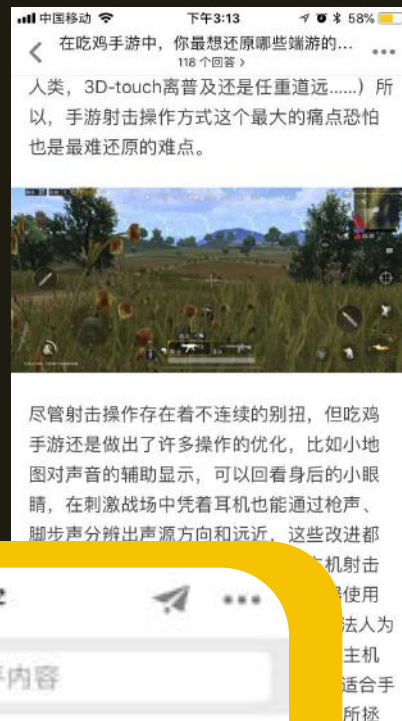 中国移动 下午3:13 58%
在吃鸡手游中，你最想还原哪些端游的...
118 个回答 >
人类，3D-touch离普及还是任重道远......）所
以，手游射击操作方式这个最大的痛点恐怕
也是最难还原的难点。
尽管射击操作存在着不连续的别扭，但吃鸡
手游还是做出了许多操作的优化，比如小地
图对声音的辅助显示，可以回看身后的小眼
睛，在刺激战场中凭着耳机也能通过枪声、
脚步声分辨出声源方向和远近，这些改进都
机射击
使用
法人为
主机
内容
适合手
所拯